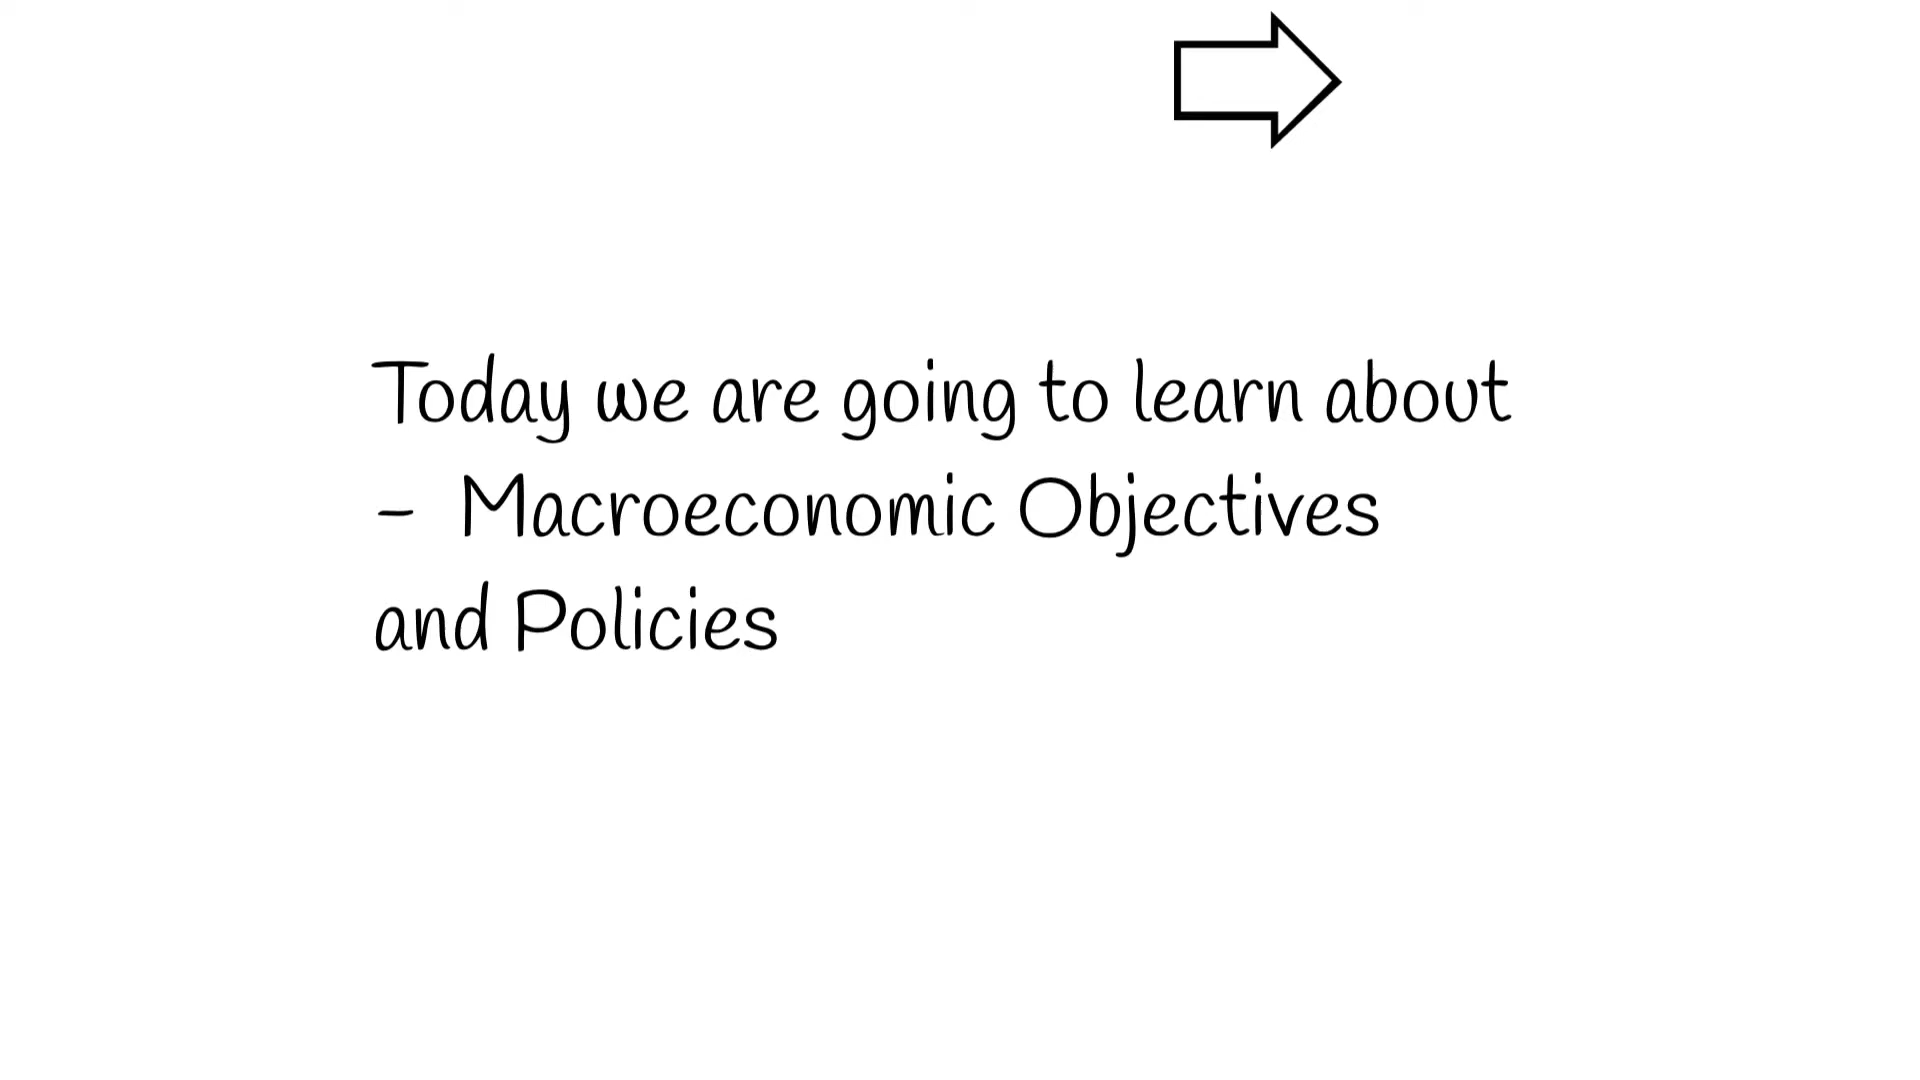 Today we are going to learn about
- Macroeconomic Objectives
and Policies